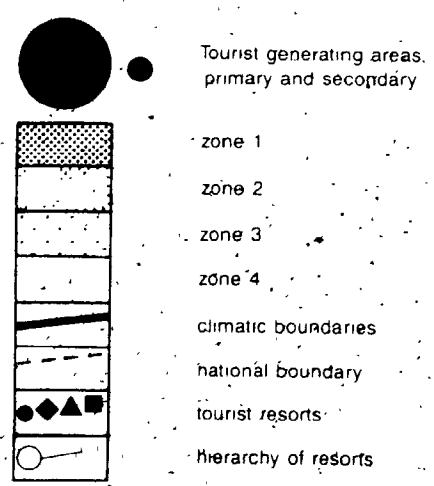 Tourist generating areas,
primary and secondary
zone 1
zone 2
zone 3
zone 4
climatic boundaries
national boundary
tourist resorts
hierarchy of resorts